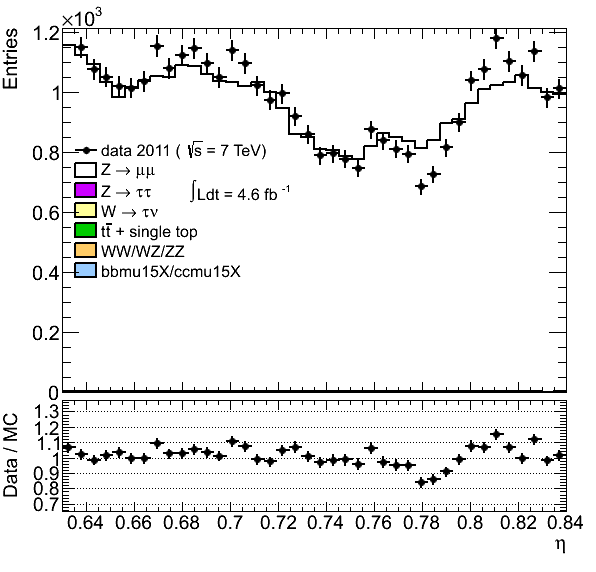 ×10³
Entries
1.2
1
0.8
0.6
0.4
0.2
0
data 2011 ( √s = 7 TeV)
Z → μμ
Z → ττ
∫Ldt = 4.6 fb⁻¹
W → τν
tt̄ + single top
WW/WZ/ZZ
bbmu15X/ccmu15X
Data / MC
1.3
1.2
1.1
1
0.9
0.8
0.7
0.64 0.66 0.68 0.7 0.72 0.74 0.76 0.78 0.8 0.82 0.84
η